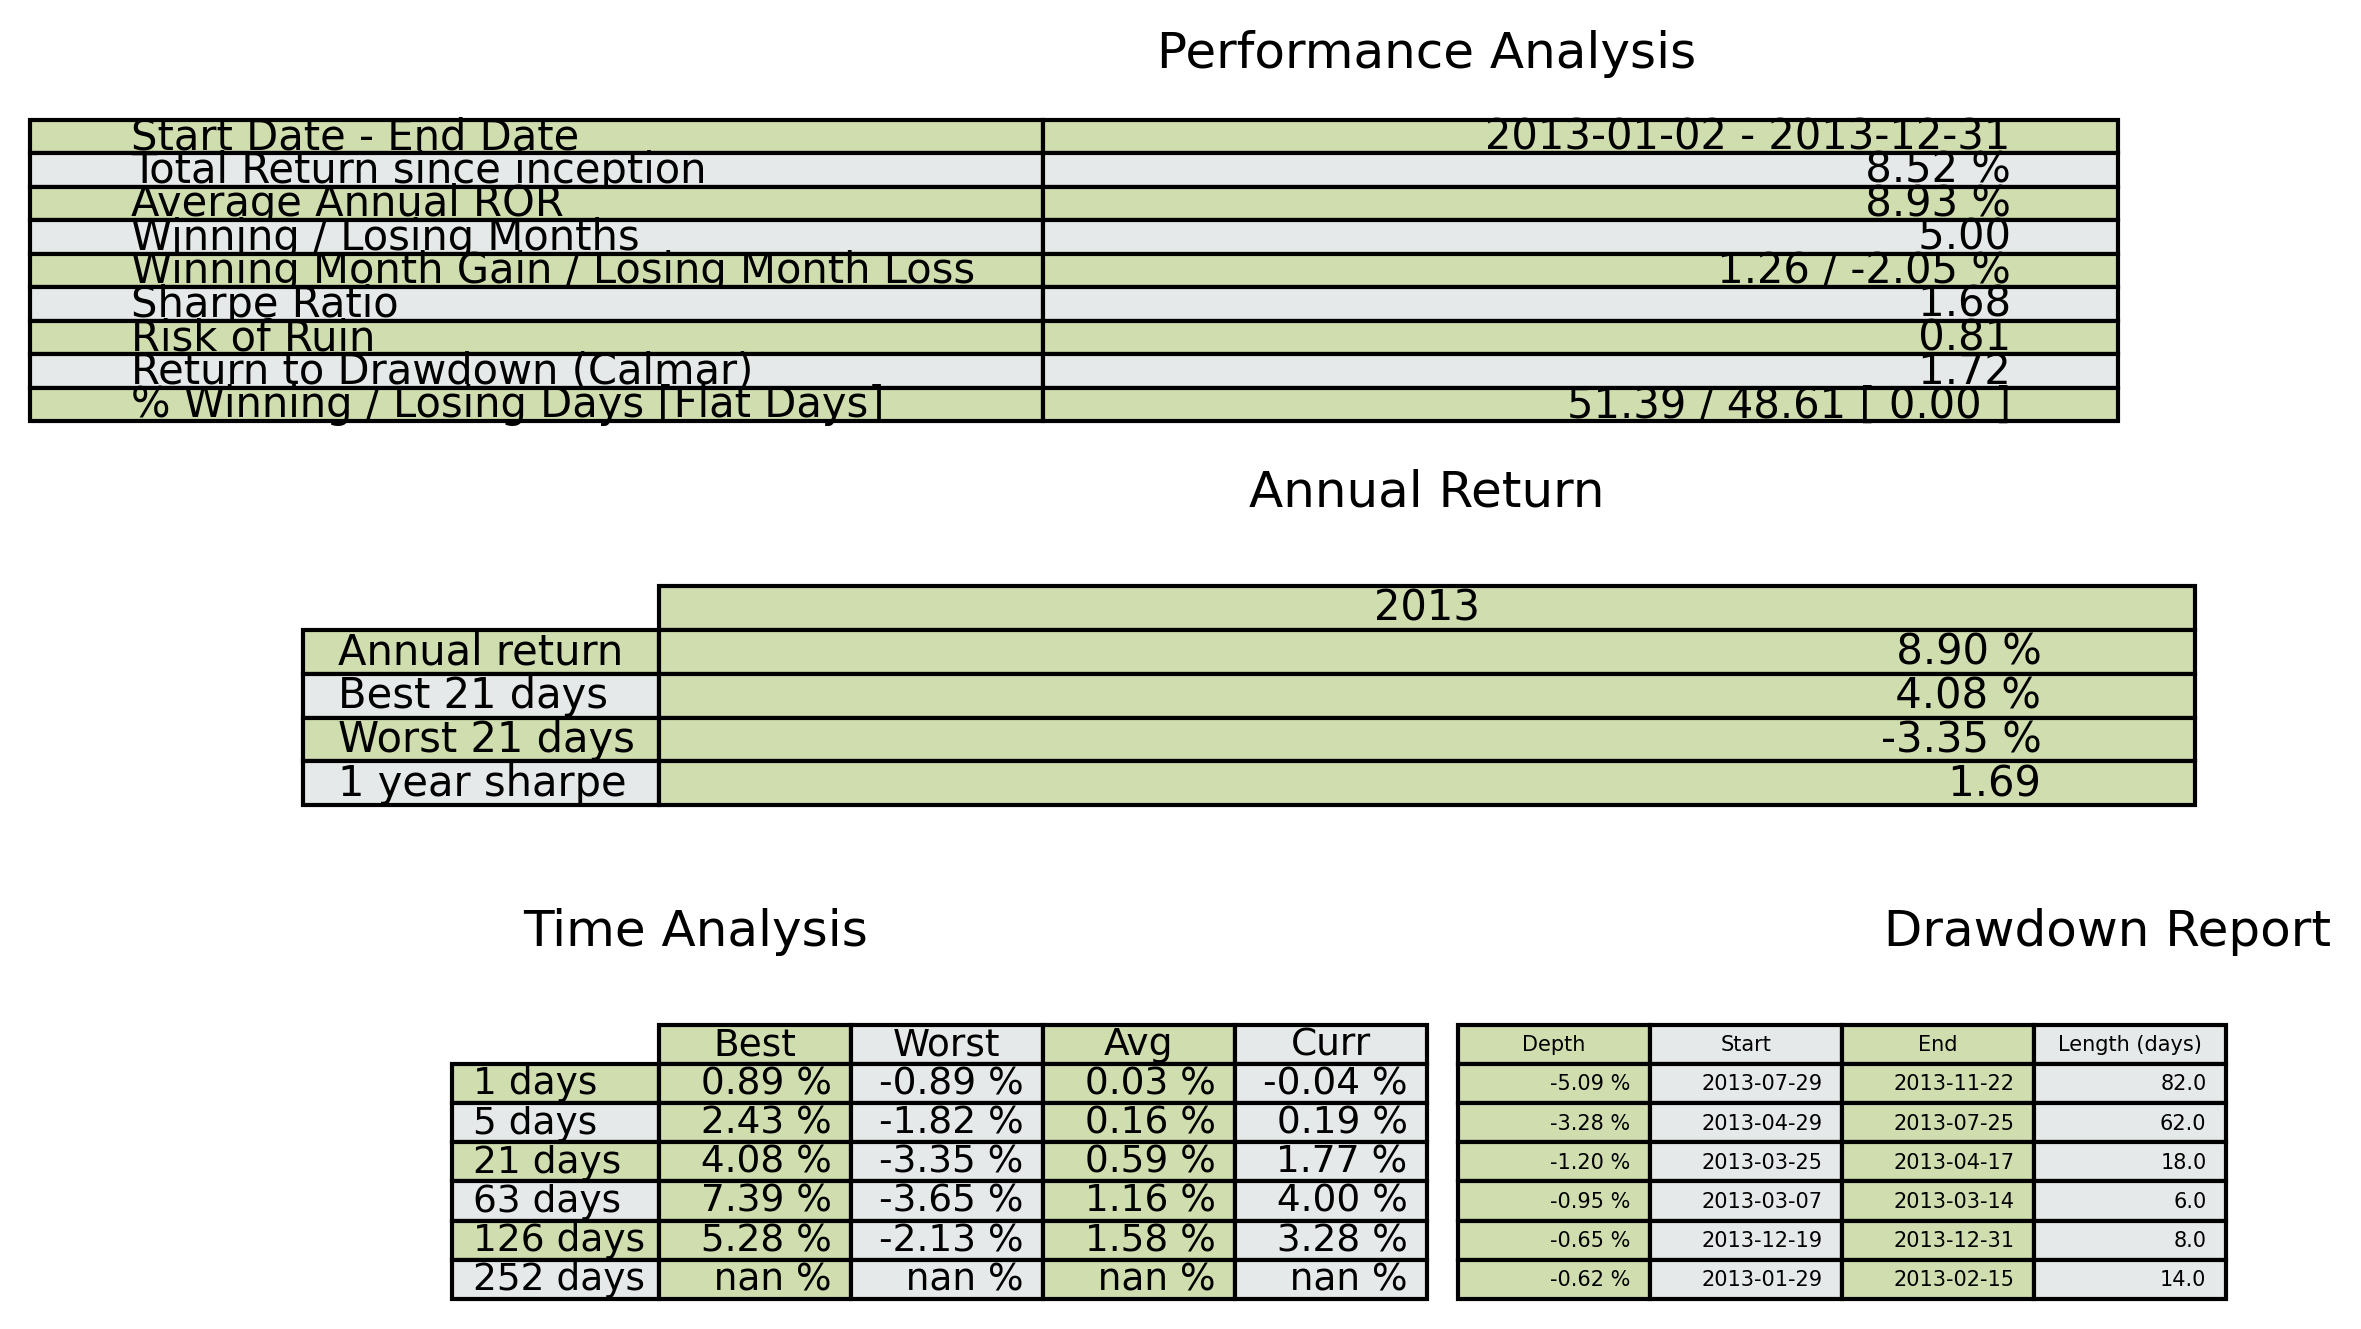 Performance Analysis
Start Date - End Date 2013-01-02 - 2013-12-31
Total Return since inception 8.52 %
Average Annual ROR 8.93 %
Winning / Losing Months 5.00
Winning Month Gain / Losing Month Loss 1.26 / -2.05 %
Sharpe Ratio 1.68
Risk of Ruin 0.81
Return to Drawdown (Calmar) 1.72
% Winning / Losing Days [Flat Days] 51.39 / 48.61 [ 0.00 ]
Annual Return
2013
Annual return 8.90 %
Best 21 days 4.08 %
Worst 21 days -3.35 %
1 year sharpe 1.69
Time Analysis
Best Worst Avg Curr
1 days 0.89 % -0.89 % 0.03 % -0.04 %
5 days 2.43 % -1.82 % 0.16 % 0.19 %
21 days 4.08 % -3.35 % 0.59 % 1.77 %
63 days 7.39 % -3.65 % 1.16 % 4.00 %
126 days 5.28 % -2.13 % 1.58 % 3.28 %
252 days nan % nan % nan % nan %
Drawdown Report
Depth Start End Length (days)
-5.09 % 2013-07-29 2013-11-22 82.0
-3.28 % 2013-04-29 2013-07-25 62.0
-1.20 % 2013-03-25 2013-04-17 18.0
-0.95 % 2013-03-07 2013-03-14 6.0
-0.65 % 2013-12-19 2013-12-31 8.0
-0.62 % 2013-01-29 2013-02-15 14.0